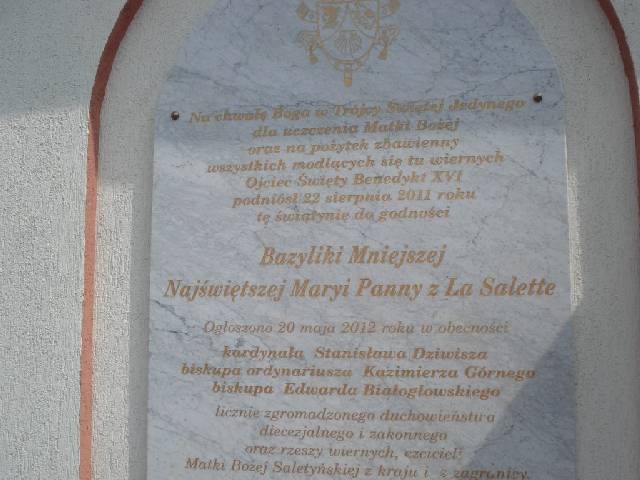 Na chwałę Boga w Trójcy Świętej Jedynego
dla uczczenia Matki Bożej
oraz na pożytek zbawienny
wszystkich modlących się tu wiernych
Ojciec Święty Benedykt XVI
podniósł 22 sierpnia 2011 roku
tę świątynię do godności
Bazyliki Mniejszej
Najświętszej Maryi Panny z La Salette
Ogłoszono 20 maja 2012 roku w obecności
kardynała Stanisława Dziwisza
biskupa ordynariusza Kazimierza Górnego
biskupa Edwarda Białogłowskiego
licznie zgromadzonego duchowieństwa
diecezjalnego i zakonnego
oraz rzeszy wiernych, czcicieli
Matki Bożej Saletyńskiej z kraju i z zagranicy.